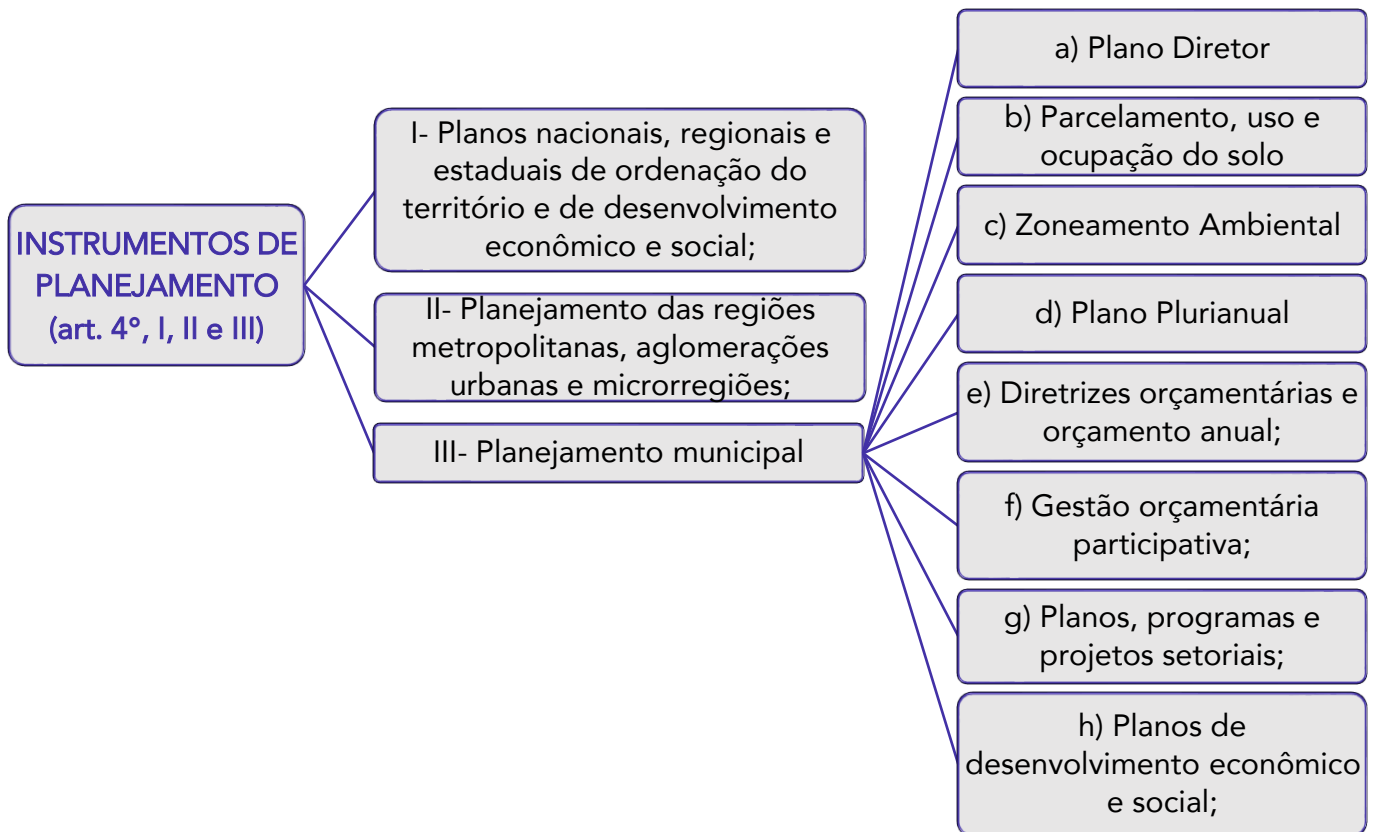 INSTRUMENTOS DE
PLANEJAMENTO
(art. 4º, I, II e III)
I- Planos nacionais, regionais e
estaduais de ordenação do
território e de desenvolvimento
econômico e social;
II- Planejamento das regiões
metropolitanas, aglomerações
urbanas e microrregiões;
III- Planejamento municipal
a) Plano Diretor
b) Parcelamento, uso e
ocupação do solo
c) Zoneamento Ambiental
d) Plano Plurianual
e) Diretrizes orçamentárias e
orçamento anual;
f) Gestão orçamentária
participativa;
g) Planos, programas e
projetos setoriais;
h) Planos de
desenvolvimento econômico
e social;